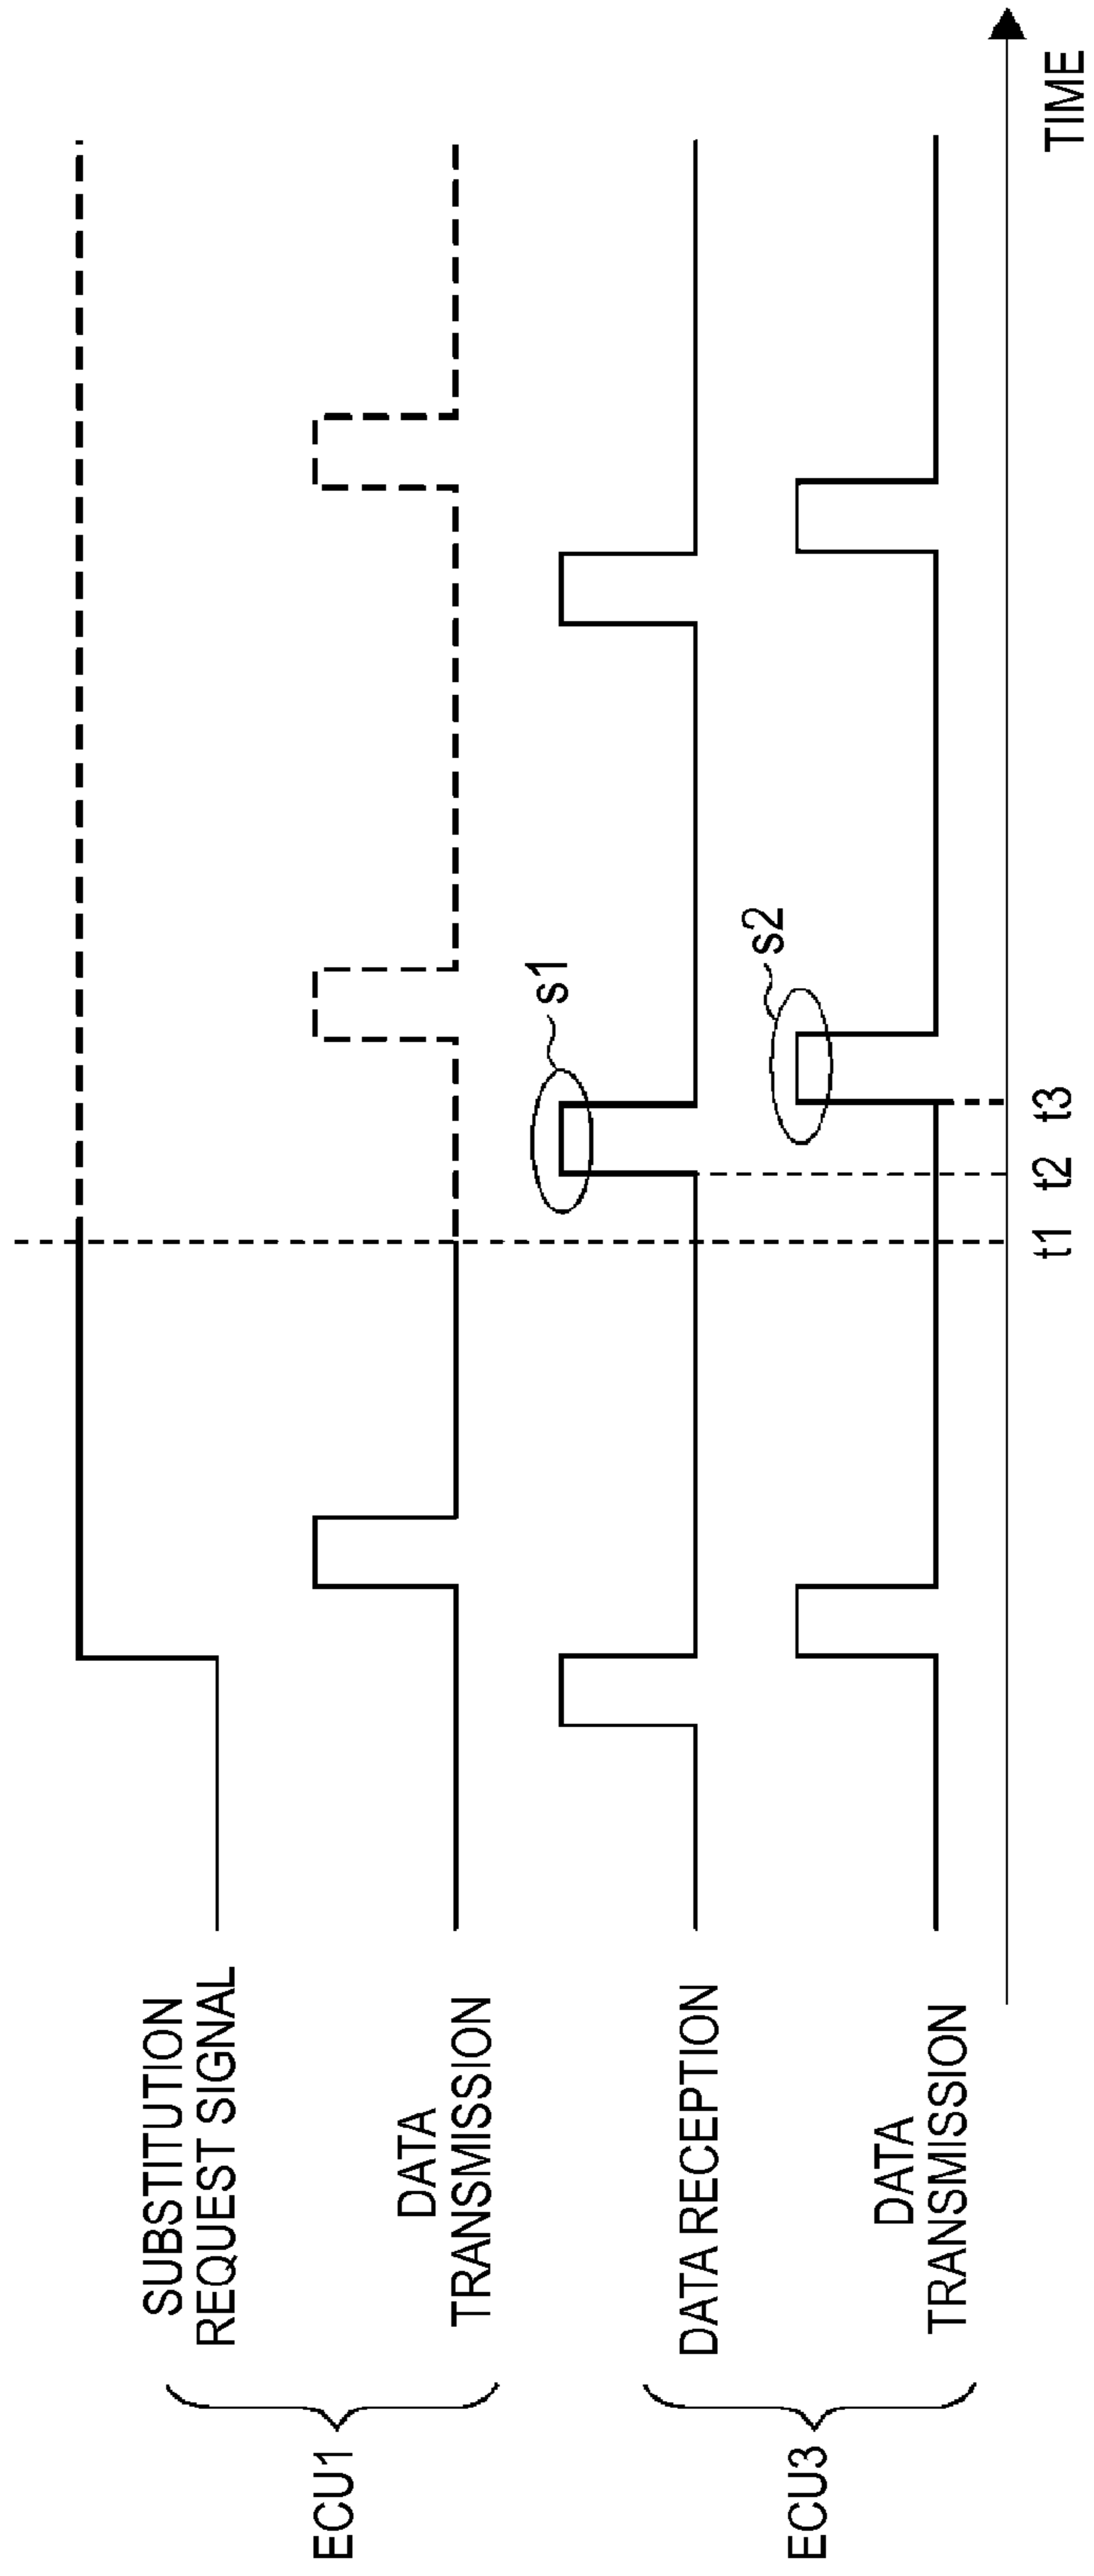 ECU1
SUBSTITUTION
REQUEST SIGNAL
DATA
TRANSMISSION
ECU3
DATA RECEPTION
DATA
TRANSMISSION
s1
s2
t1
t2
t3
TIME